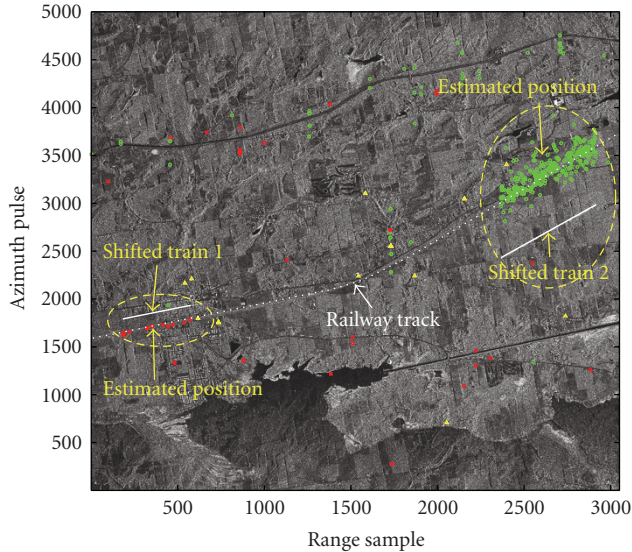 5000
4500
4000
3500
3000
2500
2000
1500
1000
500
Azimuth pulse
Estimated position
Shifted train 1
Shifted train 2
Railway track
Estimated position
500
1000
1500
2000
2500
3000
Range sample